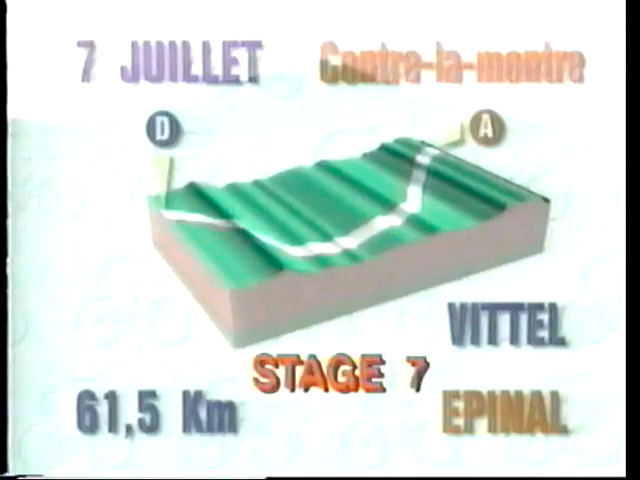 7 JUILLET
Contre-la-montre
D
A
VITTEL
STAGE 7
61,5 Km
EPINAL